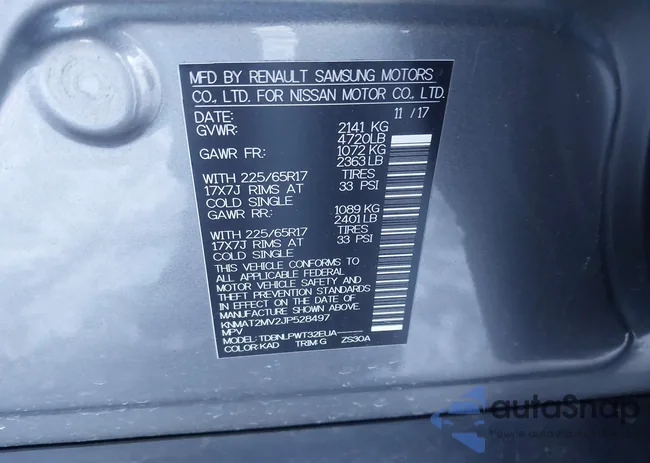 MFD BY RENAULT SAMSUNG MOTORS
CO., LTD. FOR NISSAN MOTOR CO., LTD.
DATE: 11 / 17
GVWR: 2141 KG
4720LB
GAWR FR: 1072 KG
2363LB
WITH 225/65R17 TIRES
17X7J RIMS AT 33 PSI
COLD SINGLE
GAWR RR: 1089 KG
2401LB
WITH 225/65R17 TIRES
17X7J RIMS AT 33 PSI
COLD SINGLE
THIS VEHICLE CONFORMS TO
ALL APPLICABLE FEDERAL
MOTOR VEHICLE SAFETY AND
THEFT PREVENTION STANDARDS
IN EFFECT ON THE DATE OF
MANUFACTURE SHOWN ABOVE
KNMAT2MV2JP528497
MPV
MODEL: TDBNLPWT32EUA-----
COLOR:KAD TRIM:G ZS30A
autoSnap